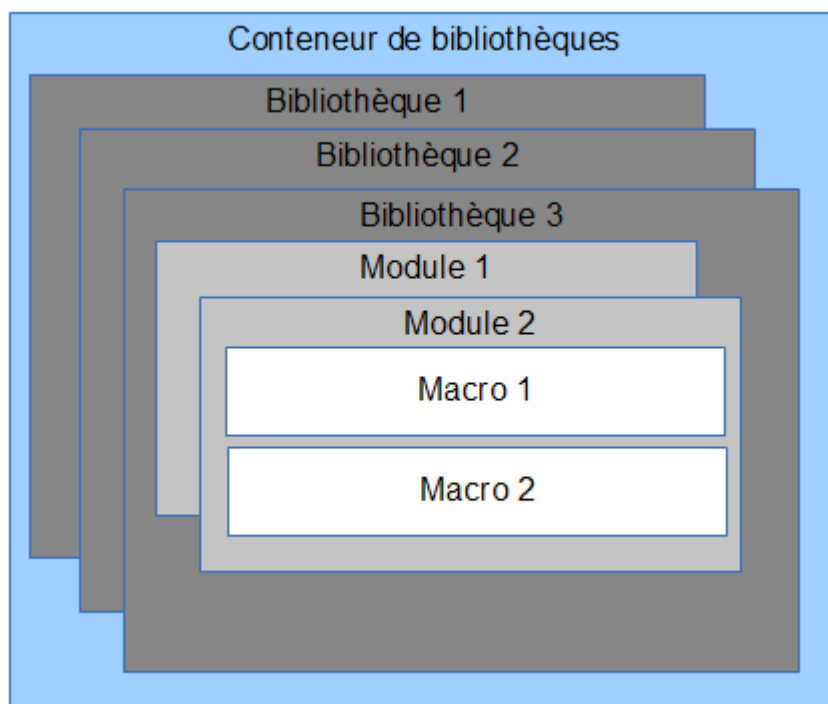 Conteneur de bibliothèques
Bibliothèque 1
Bibliothèque 2
Bibliothèque 3
Module 1
Module 2
Macro 1
Macro 2